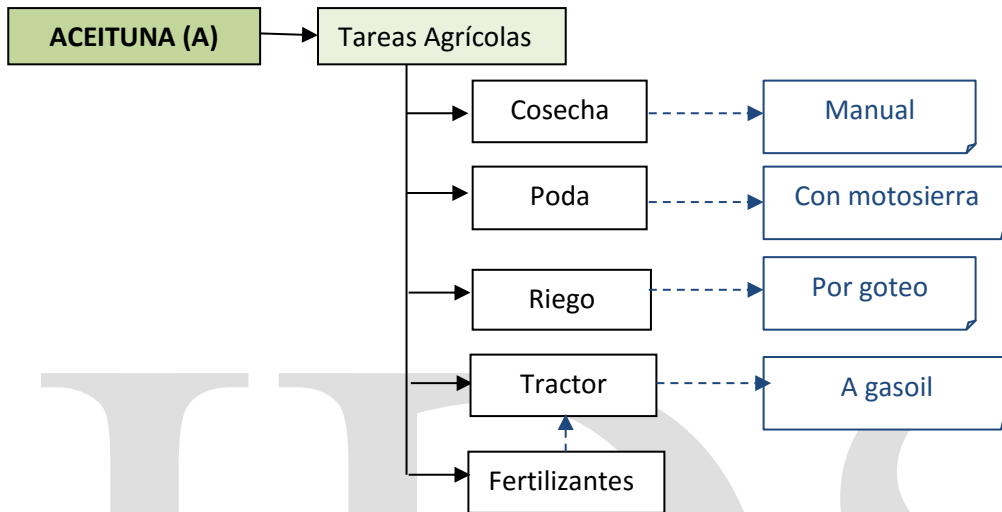 ACEITUNA (A)
Tareas Agrícolas
Cosecha
Manual
Poda
Con motosierra
Riego
Por goteo
Tractor
A gasoil
Fertilizantes